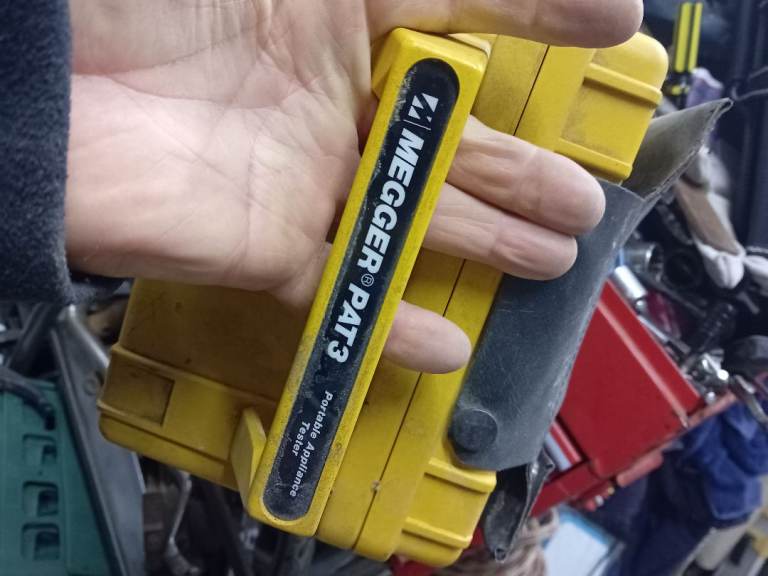 MEGGER® PAT3
Portable Appliance
Tester